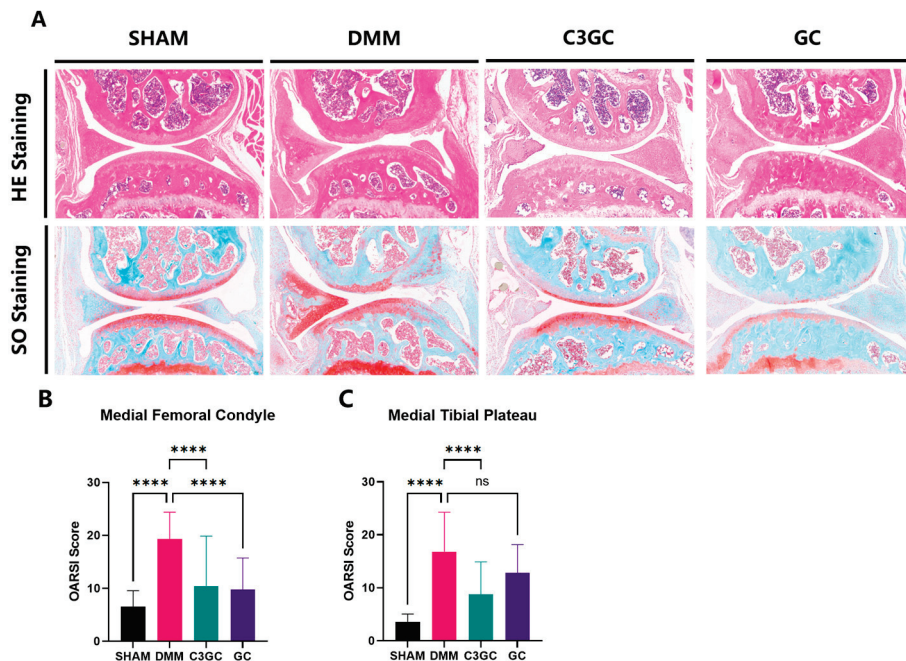 A
SHAM DMM C3GC GC
HE Staining
SO Staining
B
Medial Femoral Condyle
****
**** ****
OARSI Score
30
20
10
0
SHAM DMM C3GC GC
C
Medial Tibial Plateau
****
**** ns
OARSI Score
30
20
10
0
SHAM DMM C3GC GC